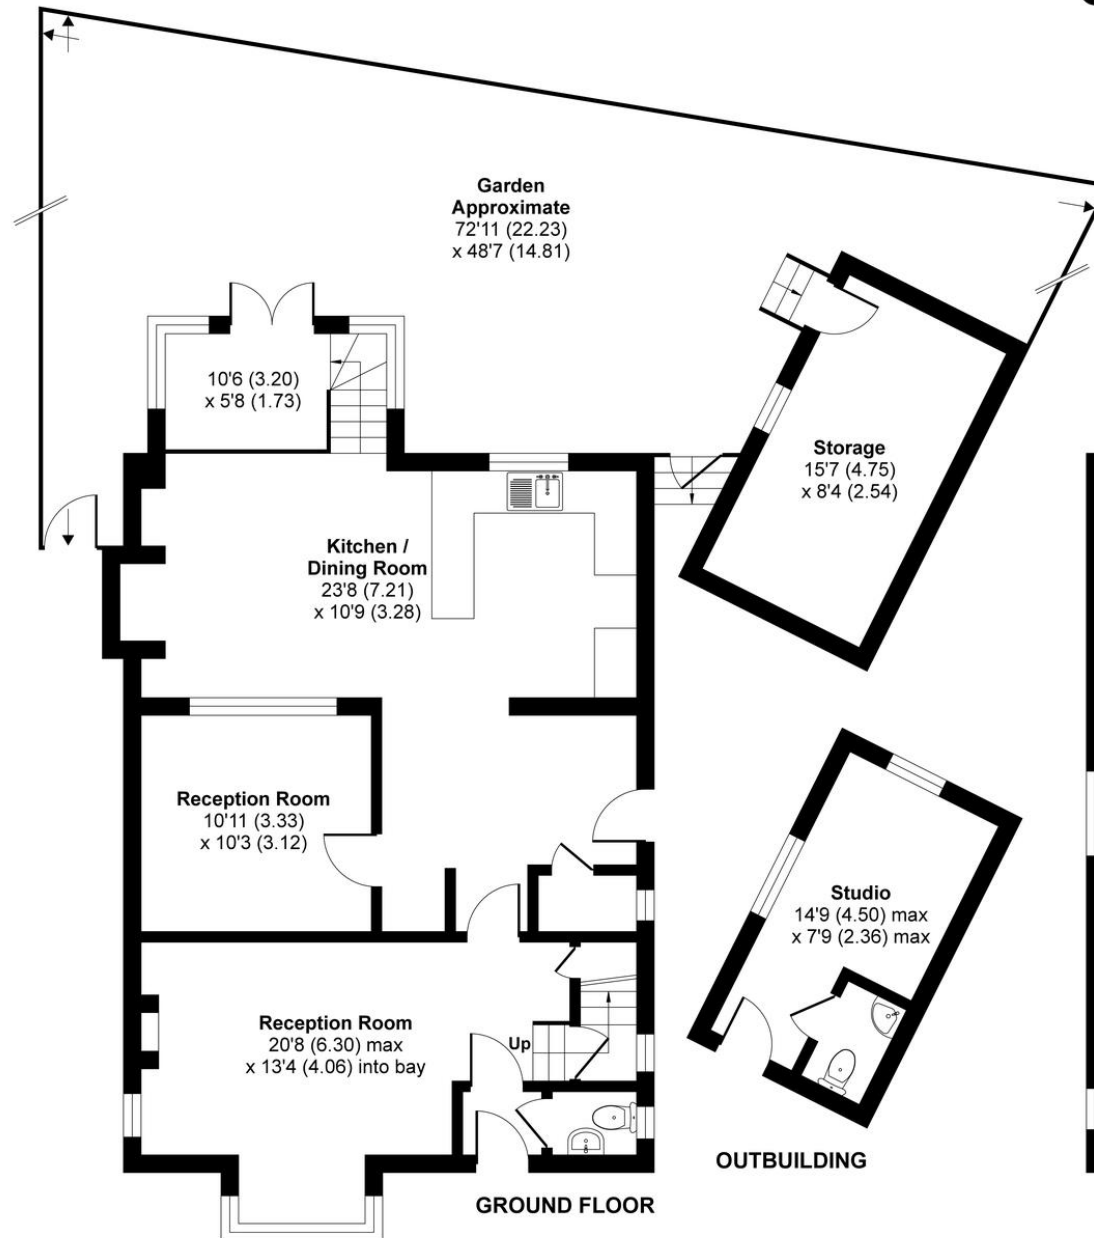 Garden
Approximate
72'11 (22.23)
x 48'7 (14.81)
10'6 (3.20)
x 5'8 (1.73)
Storage
15'7 (4.75)
x 8'4 (2.54)
Kitchen /
Dining Room
23'8 (7.21)
x 10'9 (3.28)
Reception Room
10'11 (3.33)
x 10'3 (3.12)
Studio
14'9 (4.50) max
x 7'9 (2.36) max
Reception Room
20'8 (6.30) max
x 13'4 (4.06) into bay
Up
OUTBUILDING
GROUND FLOOR